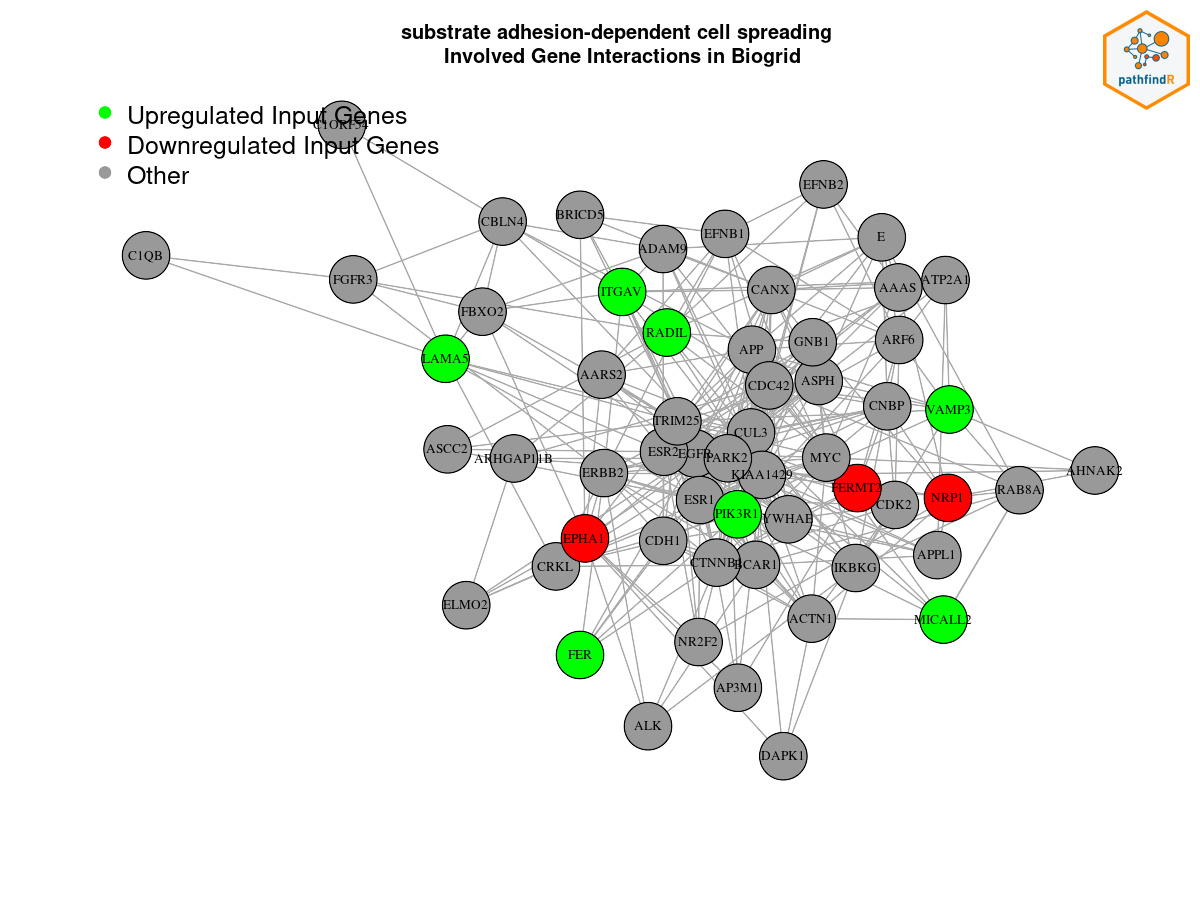 substrate adhesion-dependent cell spreading
Involved Gene Interactions in Biogrid
pathfindR
Upregulated Input Genes
Downregulated Input Genes
Other
C1ORF54
EFNB2
CBLN4
BRICD5
EFNB1
E
ADAM9
C1QB
FGFR3
ITGAV
CANX
AAAS
ATP2A1
FBXO2
RADIL
APP
GNB1
ARF6
LAMA5
AARS2
CDC42
ASPH
CNBP
VAMP3
TRIM25
CUL3
ASCC2
ARHGAP11B
ESR2
EGFR
PARK2
MYC
ERBB2
KIAA1429
AHNAK2
FERMT2
RAB8A
ESR1
PIK3R1
YWHAE
CDK2
NRP1
EPHA1
CDH1
CRKL
CTNNB1
BCAR1
IKBKG
APPL1
ELMO2
ACTN1
MICALL2
FER
NR2F2
AP3M1
ALK
DAPK1